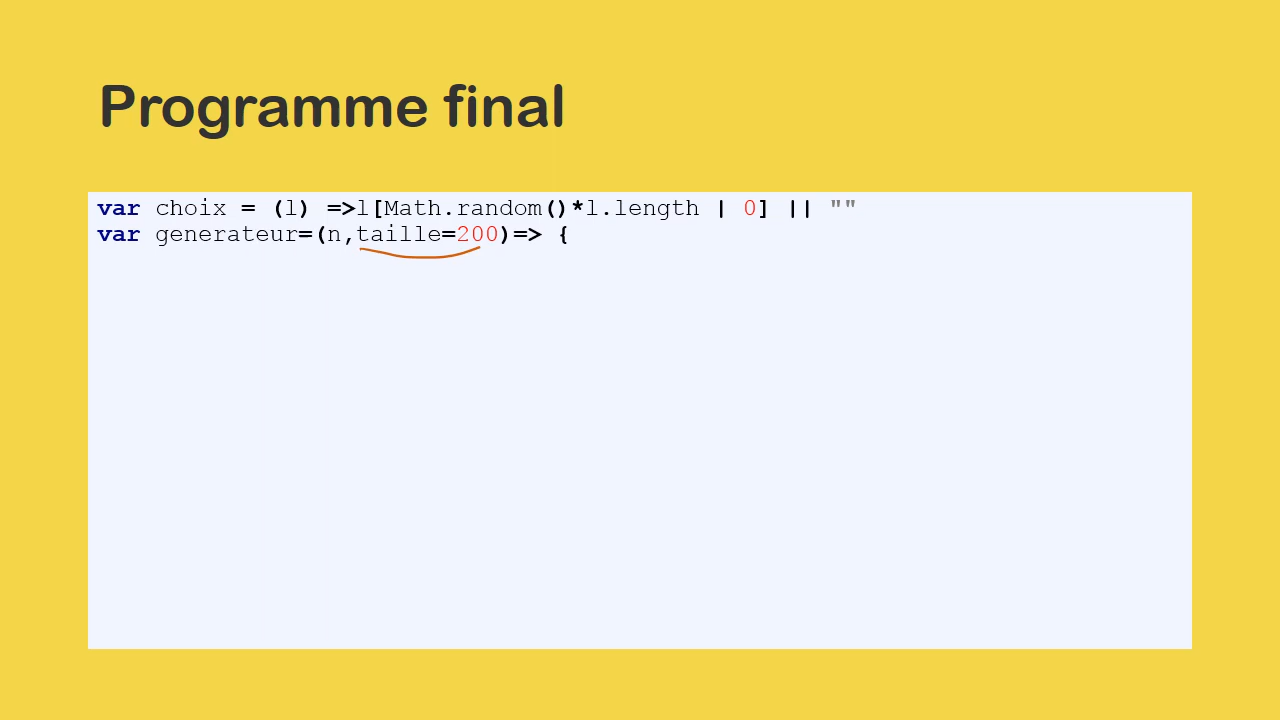 Programme final
var choix = (l) =>l[Math.random()*l.length | 0] || ""
var generateur=(n,taille=200)=> {